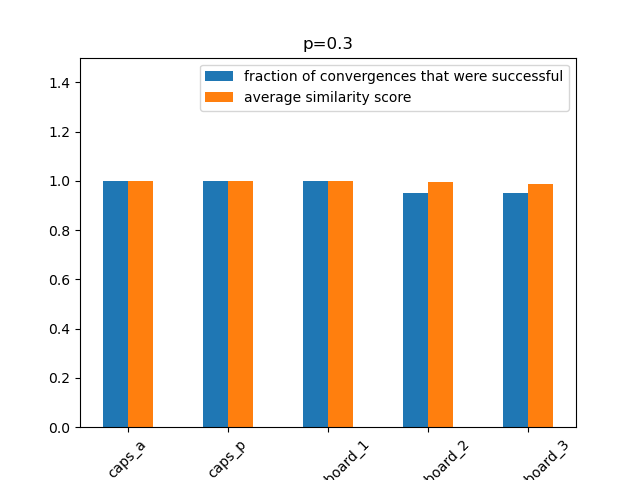 p=0.3
fraction of convergences that were successful
average similarity score
1.4
1.2
1.0
0.8
0.6
0.4
0.2
0.0
caps_a
caps_p
board_1
board_2
board_3